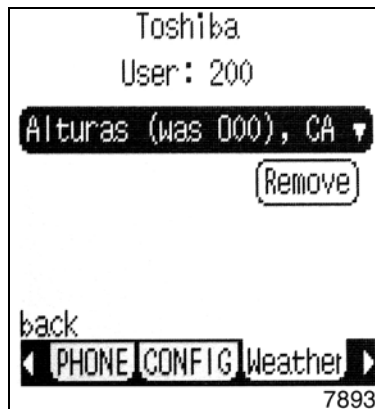 Toshiba
User: 200
Alturas (was 000), CA
Remove
back
PHONE CONFIG Weather
7893